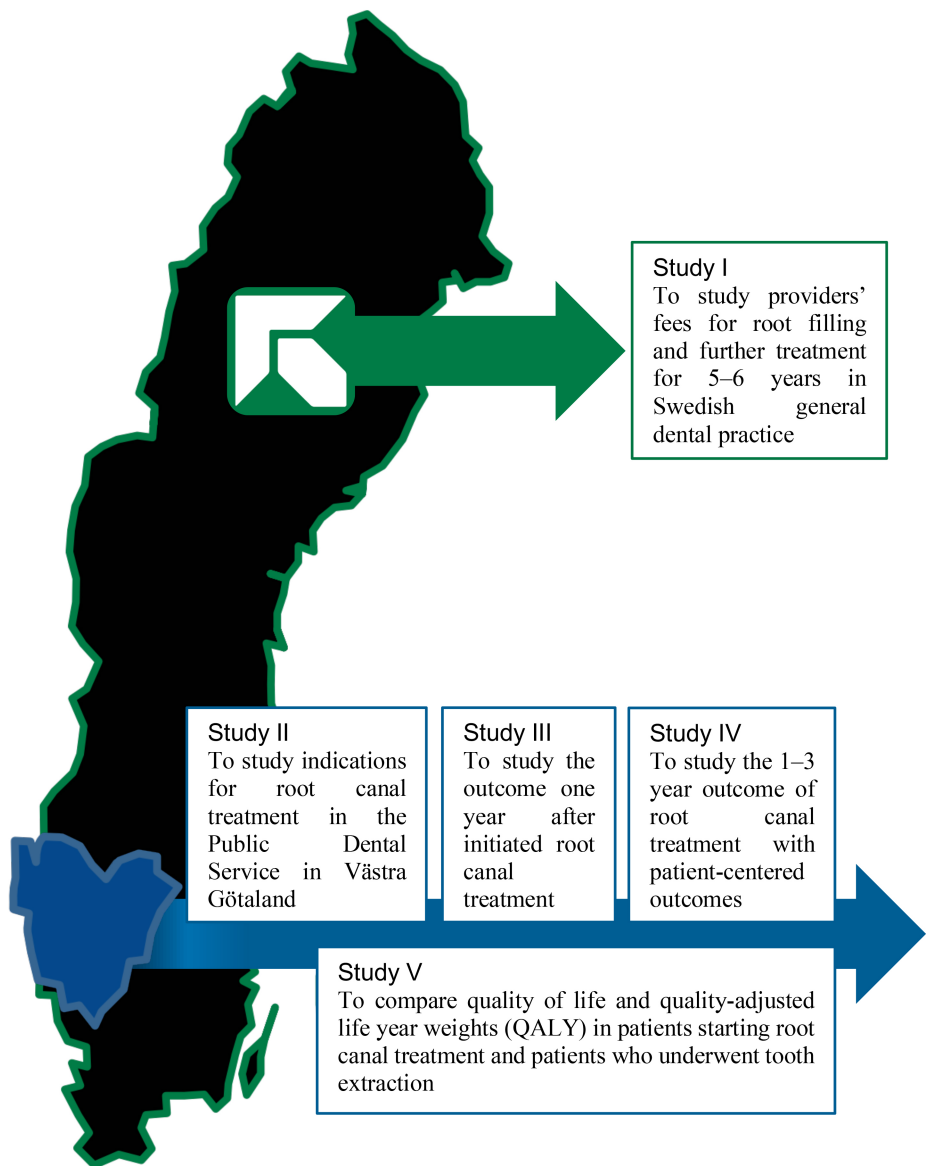 Study I
To study providers’
fees for root filling
and further treatment
for 5–6 years in
Swedish general
dental practice
Study II
To study indications
for root canal
treatment in the
Public Dental
Service in Västra
Götaland
Study III
To study the
outcome one
year after
initiated root
canal
treatment
Study IV
To study the 1–3
year outcome of
root canal
treatment with
patient-centered
outcomes
Study V
To compare quality of life and quality-adjusted
life year weights (QALY) in patients starting root
canal treatment and patients who underwent tooth
extraction